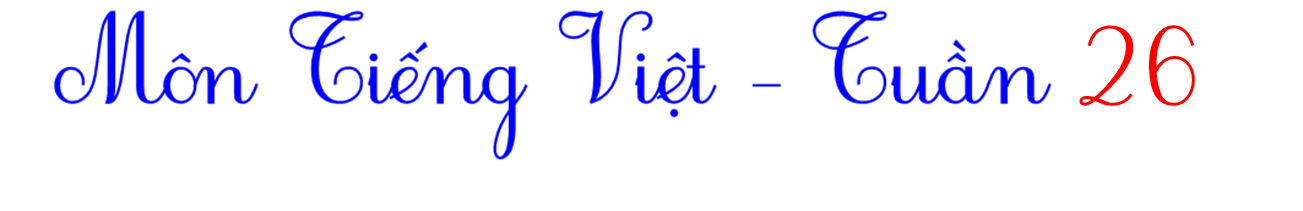 Môn Tiếng Việt – Tuần 26